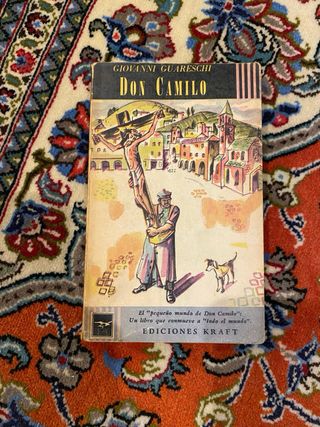 GIOVANNI GUARESCHI
DON CAMILO
El "pequeño mundo de Don Camilo":
Un libro que conmueve a "todo el mundo".
EDICIONES KRAFT